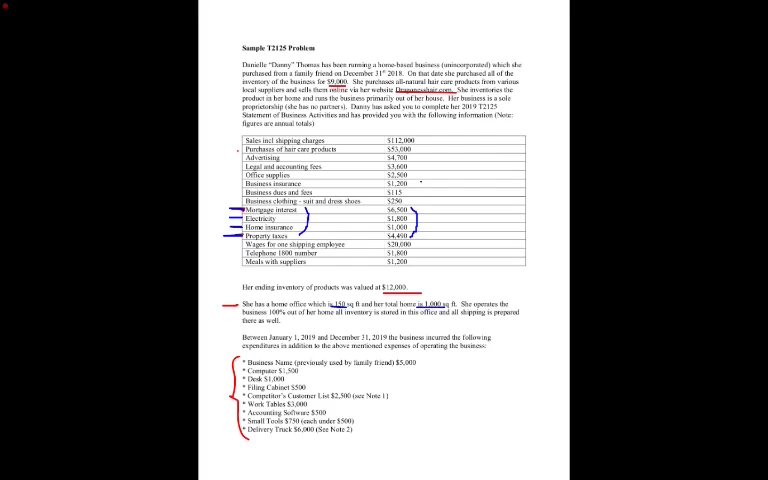 Sample T2125 Problem
Danielle "Danny" Thomas has been running a home-based business (unincorporated) which she
purchased from a family friend on December 31st 2018. On that date she purchased all of the
inventory of the business for $9,000. She purchases all-natural hair care products from various
local suppliers and sells them online via her website Dragonesshair.com. She inventories the
product in her home and runs the business primarily out of her house. Her business is a sole
proprietorship (she has no partners). Danny has asked you to complete her 2019 T2125
Statement of Business Activities and has provided you with the following information (Note:
figures are annual totals)
Sales incl shipping charges $112,000
Purchases of hair care products $53,000
Advertising $4,700
Legal and accounting fees $3,600
Office supplies $2,500
Business insurance $1,200
Business dues and fees $115
Business clothing - suit and dress shoes $250
Mortgage interest $6,500
Electricity $1,800
Home insurance $1,000
Property taxes $4,490
Wages for one shipping employee $20,000
Telephone 1800 number $1,800
Meals with suppliers $1,200
Her ending inventory of products was valued at $12,000.
She has a home office which is 150 sq ft and her total home is 1,000 sq ft. She operates the
business 100% out of her home all inventory is stored in this office and all shipping is prepared
there as well.
Between January 1, 2019 and December 31, 2019 the business incurred the following
expenditures in addition to the above mentioned expenses of operating the business:
* Business Name (previously used by family friend) $5,000
* Computer $1,500
* Desk $1,000
* Filing Cabinet $500
* Competitor's Customer List $2,500 (see Note 1)
* Work Tables $3,000
* Accounting Software $500
* Small Tools $750 (each under $500)
* Delivery Truck $6,000 (See Note 2)